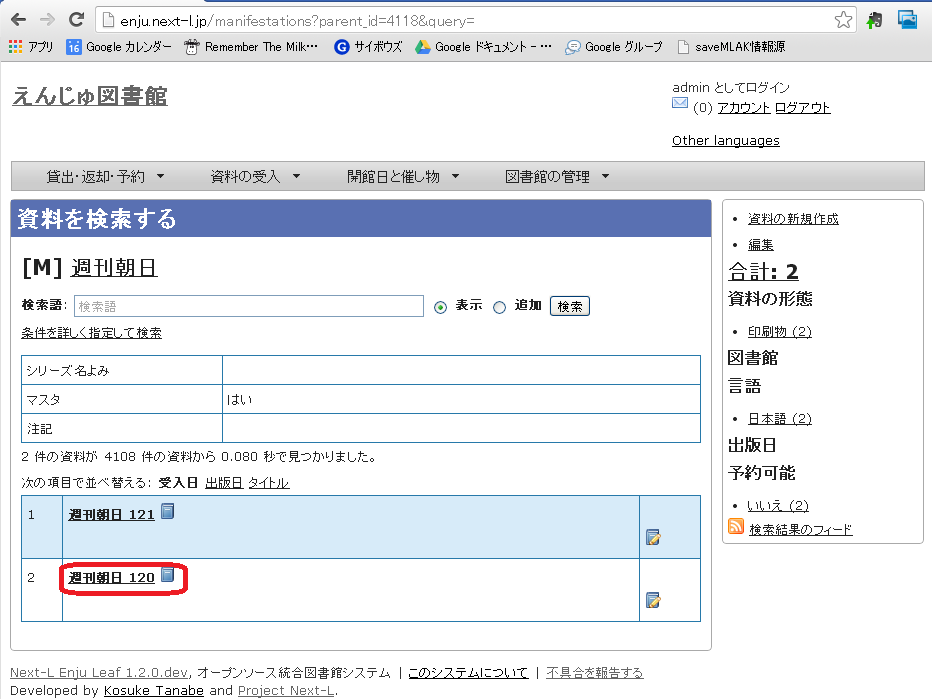 enju.next-l.jp/manifestations?parent_id=4118&query=
アプリ 16 Google カレンダー Remember The Milk… G サイボウズ Google ドキュメント - … Google グループ saveMLAK情報源
えんじゅ図書館
admin としてログイン
(0) アカウント ログアウト
Other languages
貸出・返却・予約 ▼ 資料の受入 ▼ 開館日と催し物 ▼ 図書館の管理 ▼
資料を検索する
[M] 週刊朝日
検索語: 検索語 表示 追加 検索
条件を詳しく指定して検索
シリーズ名よみ
マスタ はい
注記
2 件の資料が 4108 件の資料から 0.080 秒で見つかりました。
次の項目で並べ替える: 受入日 出版日 タイトル
1 週刊朝日 121
2 週刊朝日 120
• 資料の新規作成
• 編集
合計: 2
資料の形態
• 印刷物 (2)
図書館
言語
• 日本語 (2)
出版日
予約可能
• いいえ (2)
検索結果のフィード
Next-L Enju Leaf 1.2.0.dev, オープンソース統合図書館システム | このシステムについて | 不具合を報告する
Developed by Kosuke Tanabe and Project Next-L.